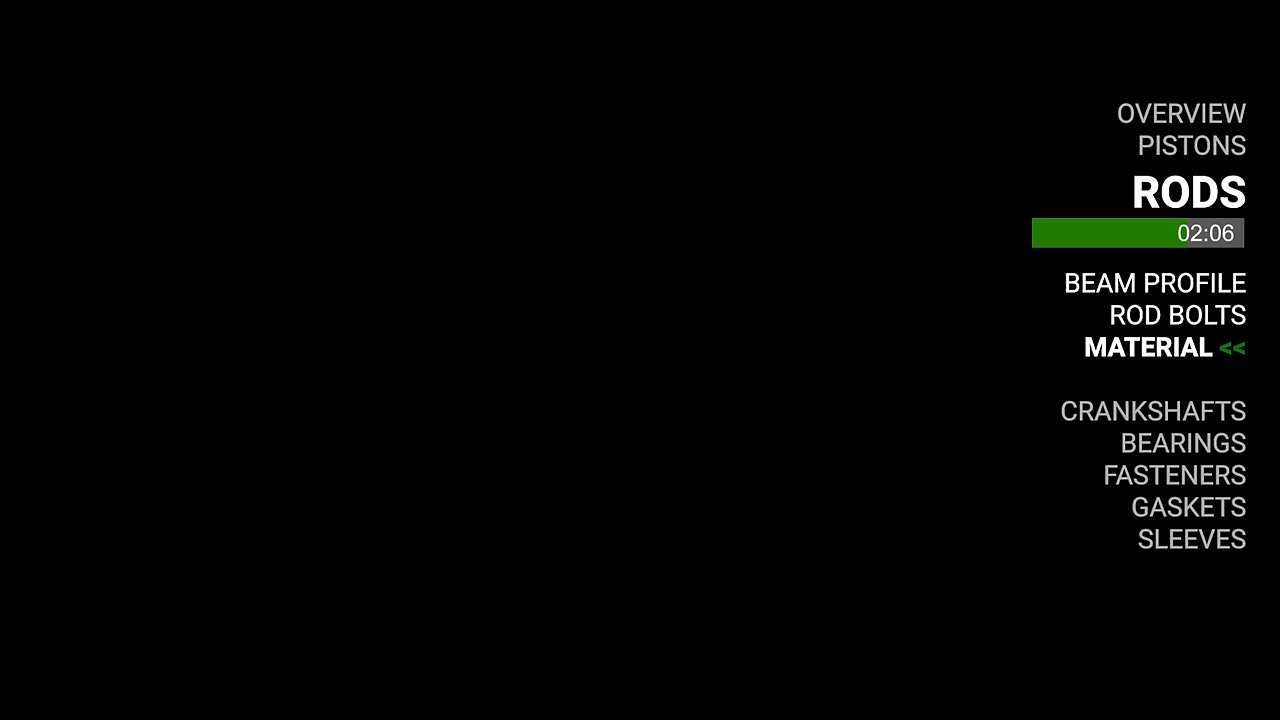 OVERVIEW
PISTONS
RODS
02:06
BEAM PROFILE
ROD BOLTS
MATERIAL <<
CRANKSHAFTS
BEARINGS
FASTENERS
GASKETS
SLEEVES